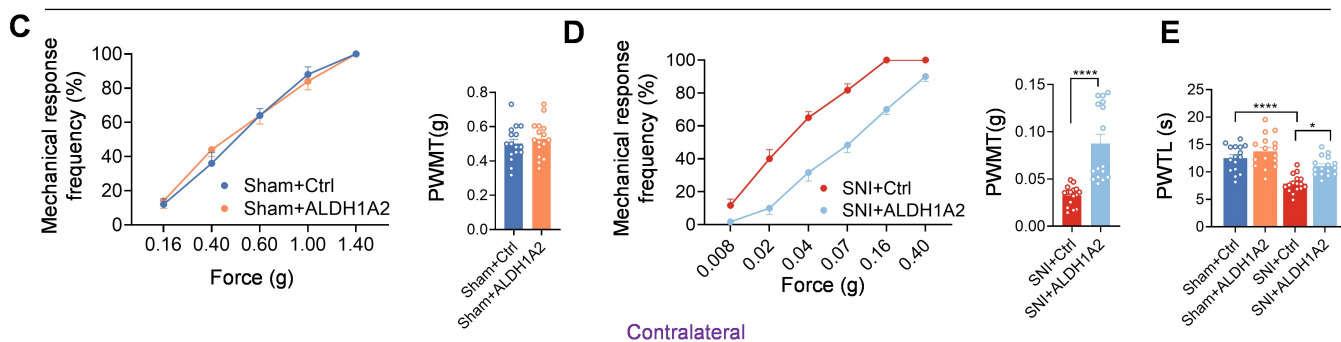 C
Mechanical response
frequency (%)
100
80
60
40
20
0
0.16
0.40
0.60
1.00
1.40
Force (g)
Sham+Ctrl
Sham+ALDH1A2
PWMT(g)
0.8
0.6
0.4
0.2
0.0
Sham+Ctrl
Sham+ALDH1A2
D
Mechanical response
frequency (%)
100
80
60
40
20
0
0.008
0.02
0.04
0.07
0.16
0.40
Force (g)
SNI+Ctrl
SNI+ALDH1A2
PWMT(g)
0.15
0.10
0.05
0.00
****
SNI+Ctrl
SNI+ALDH1A2
E
PWTL (s)
25
20
15
10
5
0
****
*
Sham+Ctrl
Sham+ALDH1A2
SNI+Ctrl
SNI+ALDH1A2
Contralateral